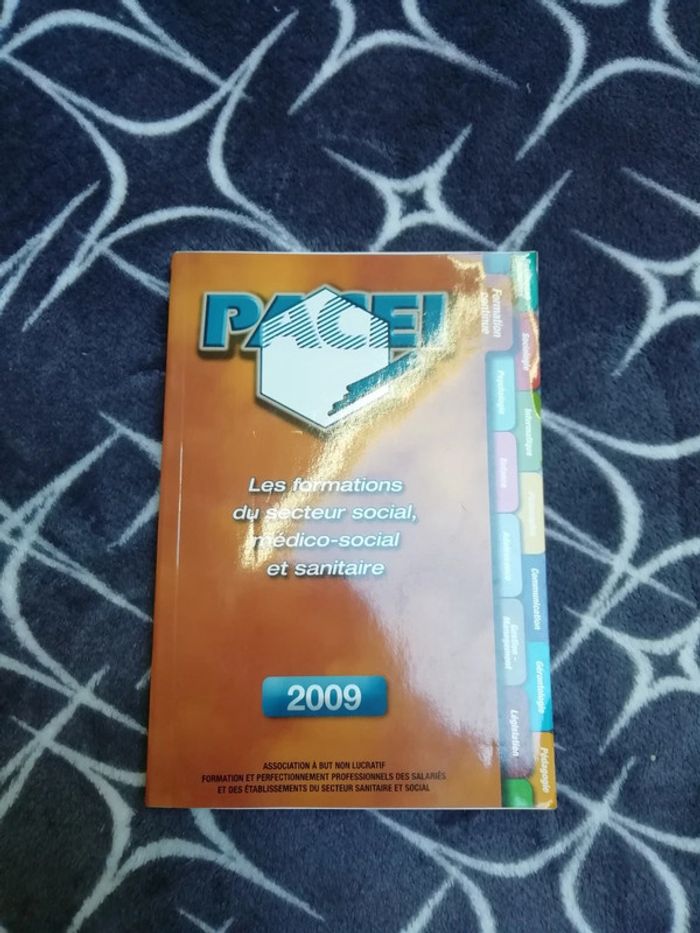 PACEI
Les formations
du secteur social,
médico-social
et sanitaire
2009
ASSOCIATION À BUT NON LUCRATIF
FORMATION ET PERFECTIONNEMENT PROFESSIONNELS DES SALARIÉS
ET DES ÉTABLISSEMENTS DU SECTEUR SANITAIRE ET SOCIAL
Formation
continue
Psychologie
Enfance
Adolescence
Gestion -
Management
Législation
Sociologie
Informatique
Communication
Gérontologie
Pédagogie